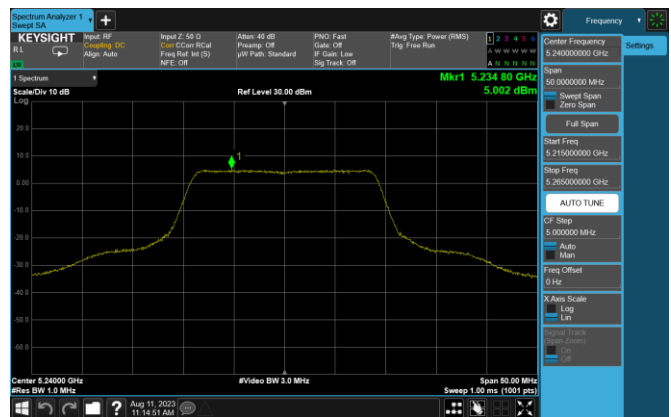 Spectrum Analyzer 1
Swept SA
+
Frequency
KEYSIGHT
RL
Input: RF
Coupling: DC
Align: Auto
Input Z: 50 Ω
Corr CCorr RCal
Freq Ref: Int (S)
NFE: Off
Atten: 40 dB
Preamp: Off
µW Path: Standard
PNO: Fast
Gate: Off
IF Gain: Low
Sig Track: Off
#Avg Type: Power (RMS)
Trig: Free Run
1 2 3 4 5 6
A W W W W W
A N N N N N
1 Spectrum
Scale/Div 10 dB
Log
Ref Level 30.00 dBm
Mkr1 5.234 80 GHz
5.002 dBm
20.0
10.0
0.00
-10.0
-20.0
-30.0
-40.0
-50.0
-60.0
1
Center 5.24000 GHz
#Res BW 1.0 MHz
#Video BW 3.0 MHz
Span 50.00 MHz
Sweep 1.00 ms (1001 pts)
Center Frequency
5.240000000 GHz
Settings
Span
50.0000000 MHz
Swept Span
Zero Span
Full Span
Start Freq
5.215000000 GHz
Stop Freq
5.265000000 GHz
AUTO TUNE
CF Step
5.000000 MHz
Auto
Man
Freq Offset
0 Hz
X Axis Scale
Log
Lin
Signal Track
(Span Zoom)
On
Off
?
Aug 11, 2023
11:14:51 AM